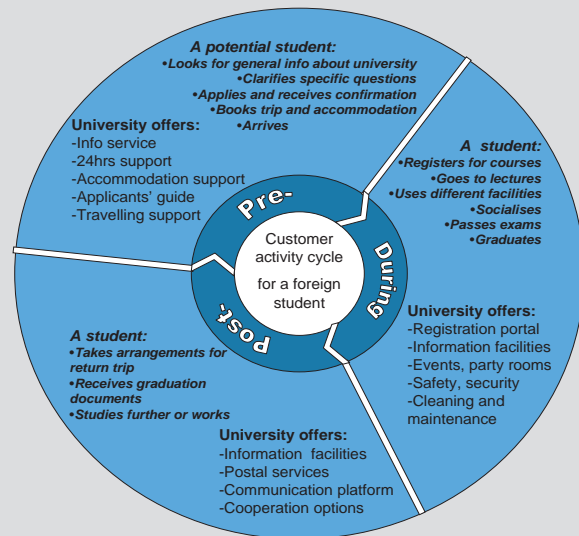 A potential student:
•Looks for general info about university
•Clarifies specific questions
•Applies and receives confirmation
•Books trip and accommodation
•Arrives
University offers:
-Info service
-24hrs support
-Accommodation support
-Applicants' guide
-Travelling support
A student:
•Registers for courses
•Goes to lectures
•Uses different facilities
•Socialises
•Passes exams
•Graduates
University offers:
-Registration portal
-Information facilities
-Events, party rooms
-Safety, security
-Cleaning and
maintenance
Pre-
During
Post-
Customer
activity cycle
for a foreign
student
A student:
•Takes arrangements for
return trip
•Receives graduation
documents
•Studies further or works
University offers:
-Information facilities
-Postal services
-Communication platform
-Cooperation options